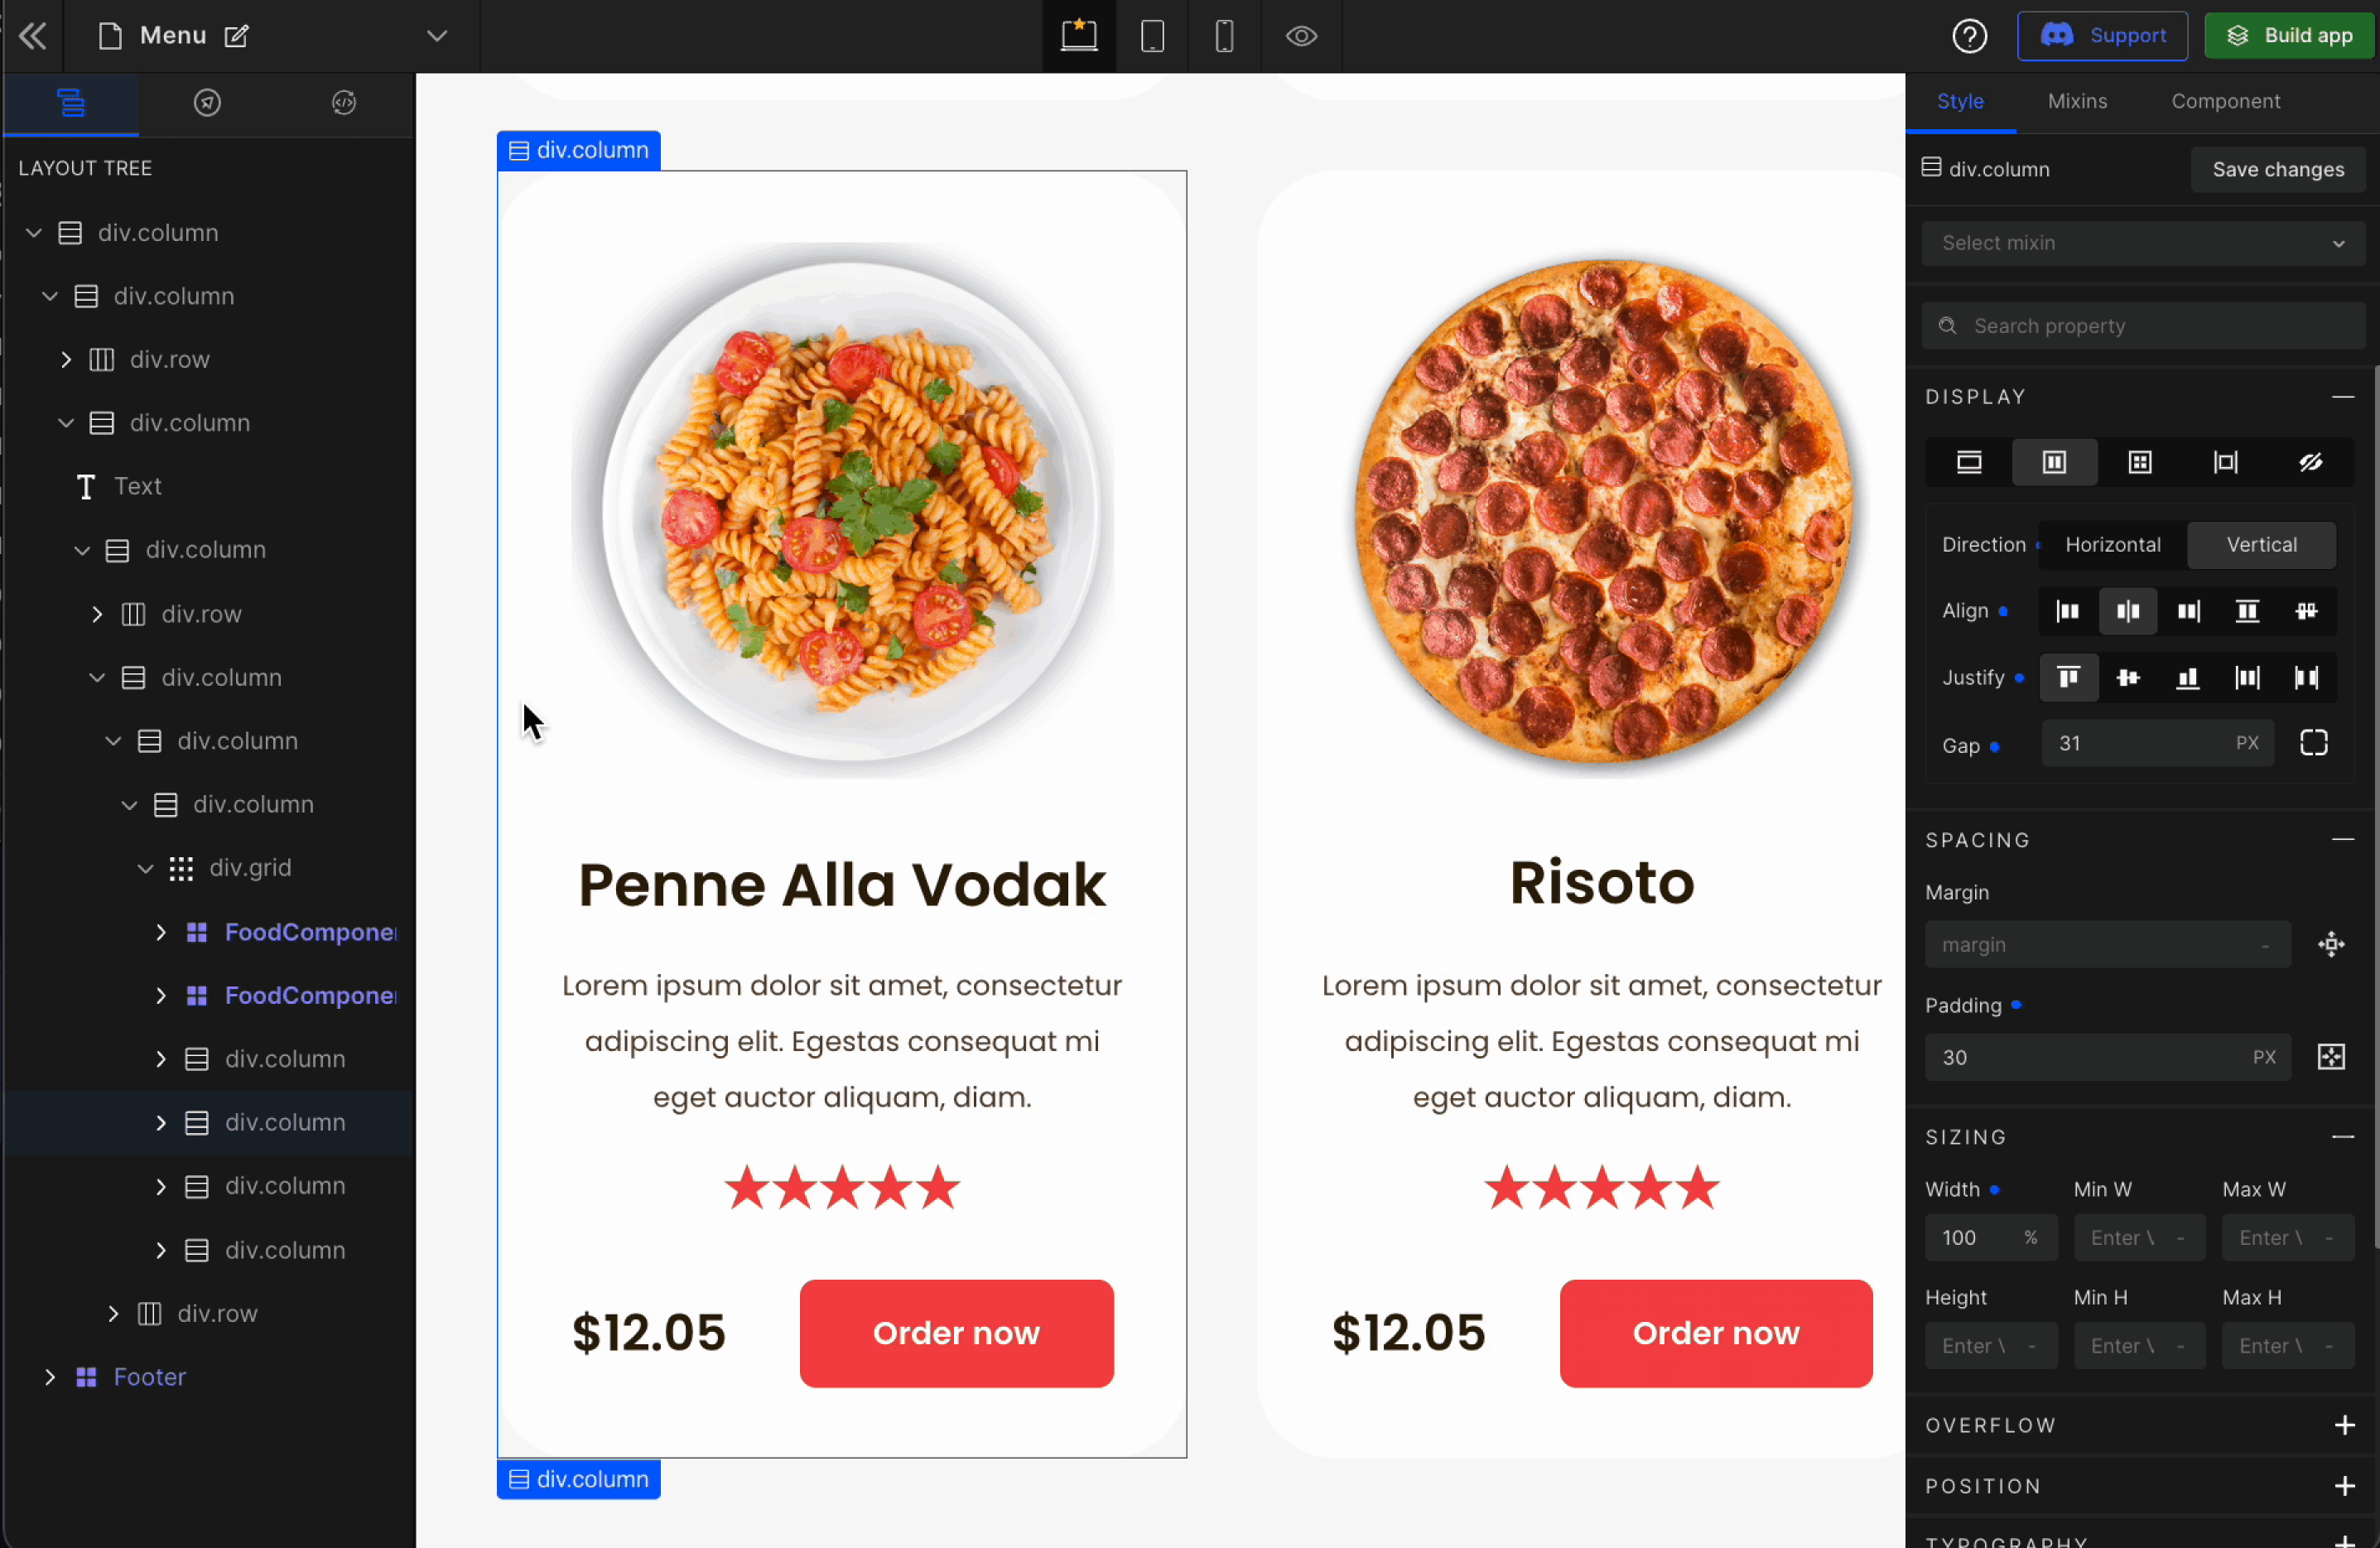 Menu
Support
Build app
LAYOUT TREE
div.column
div.column
div.row
div.column
Text
div.column
div.row
div.column
div.column
div.column
div.grid
FoodComponen
FoodComponen
div.column
div.column
div.column
div.column
div.row
Footer
div.column
Penne Alla Vodak
Lorem ipsum dolor sit amet, consectetur
adipiscing elit. Egestas consequat mi
eget auctor aliquam, diam.
$12.05
Order now
div.column
Risoto
Lorem ipsum dolor sit amet, consectetur
adipiscing elit. Egestas consequat mi
eget auctor aliquam, diam.
$12.05
Order now
Style Mixins Component
div.column
Save changes
Select mixin
Search property
DISPLAY
Direction Horizontal Vertical
Align
Justify
Gap 31 PX
SPACING
Margin
margin -
Padding
30 PX
SIZING
Width Min W Max W
100 % Enter \ - Enter \ -
Height Min H Max H
Enter \ - Enter \ - Enter \ -
OVERFLOW
POSITION
TYPOGRAPHY